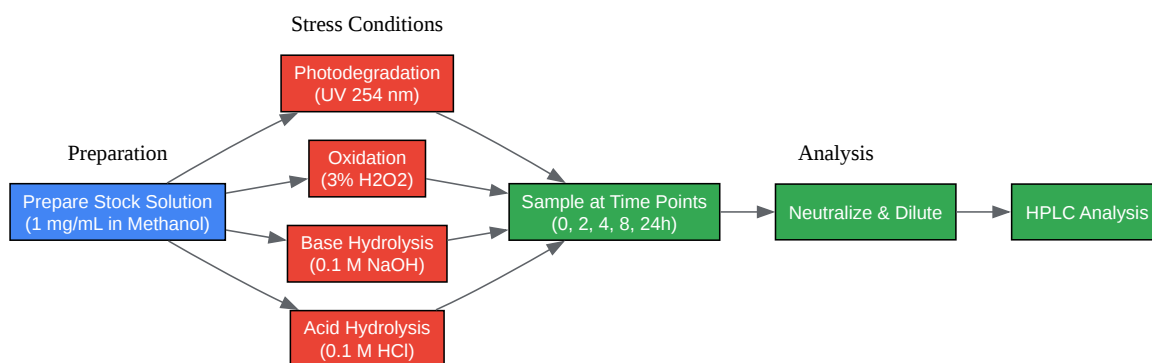 Stress Conditions
Photodegradation
(UV 254 nm)
Preparation
Oxidation
(3% H2O2)
Analysis
Prepare Stock Solution
(1 mg/mL in Methanol)
Sample at Time Points
(0, 2, 4, 8, 24h)
Neutralize & Dilute
HPLC Analysis
Base Hydrolysis
(0.1 M NaOH)
Acid Hydrolysis
(0.1 M HCl)